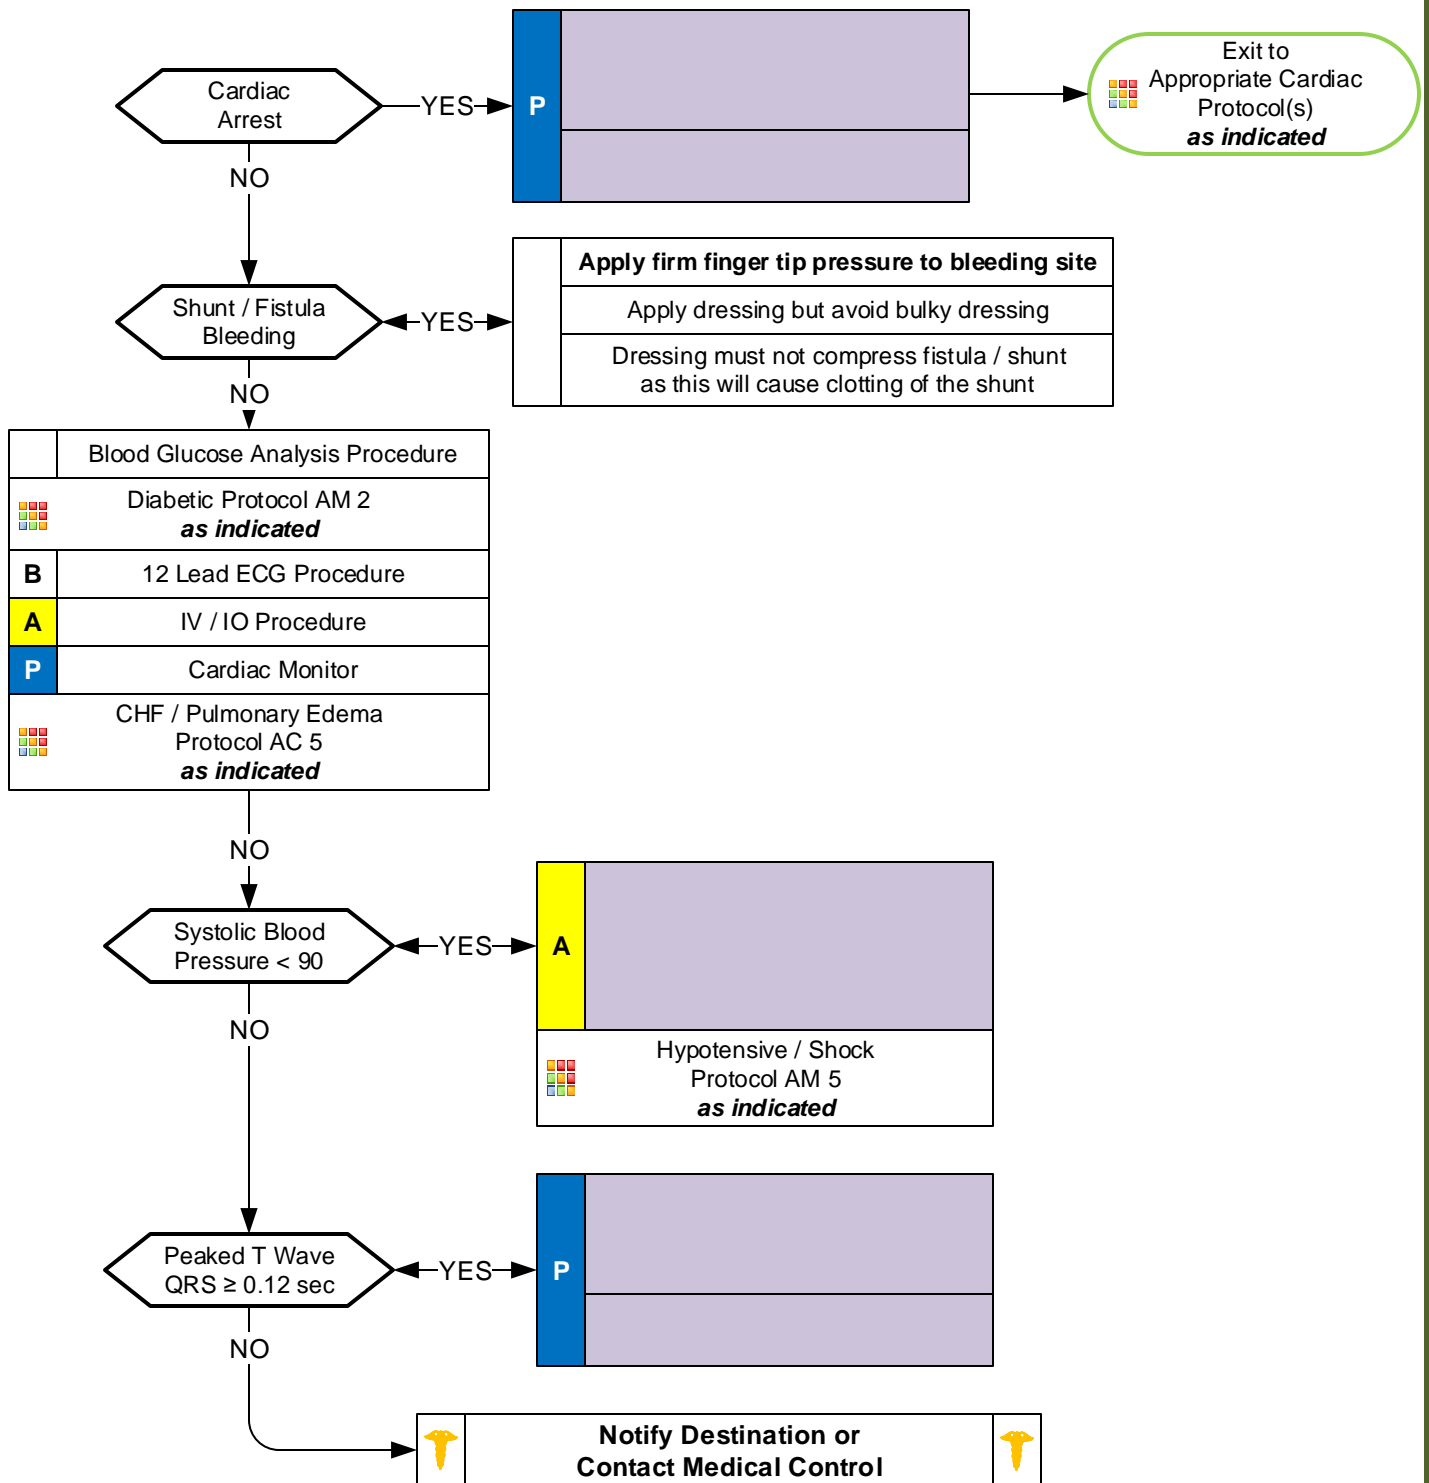 Cardiac
Arrest
YES
P
Exit to
Appropriate Cardiac
Protocol(s)
as indicated
NO
Shunt / Fistula
Bleeding
YES
Apply firm finger tip pressure to bleeding site
Apply dressing but avoid bulky dressing
Dressing must not compress fistula / shunt
as this will cause clotting of the shunt
NO
Blood Glucose Analysis Procedure
Diabetic Protocol AM 2
as indicated
B
12 Lead ECG Procedure
A
IV / IO Procedure
P
Cardiac Monitor
CHF / Pulmonary Edema
Protocol AC 5
as indicated
NO
Systolic Blood
Pressure < 90
YES
A
Hypotensive / Shock
Protocol AM 5
as indicated
NO
Peaked T Wave
QRS ≥ 0.12 sec
YES
P
NO
Notify Destination or
Contact Medical Control